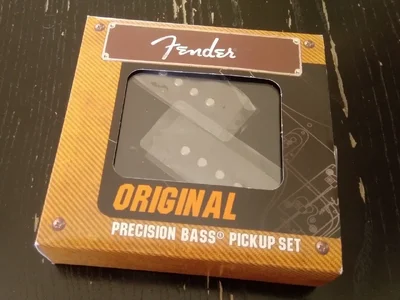 Fender
ORIGINAL
PRECISION BASS® PICKUP SET